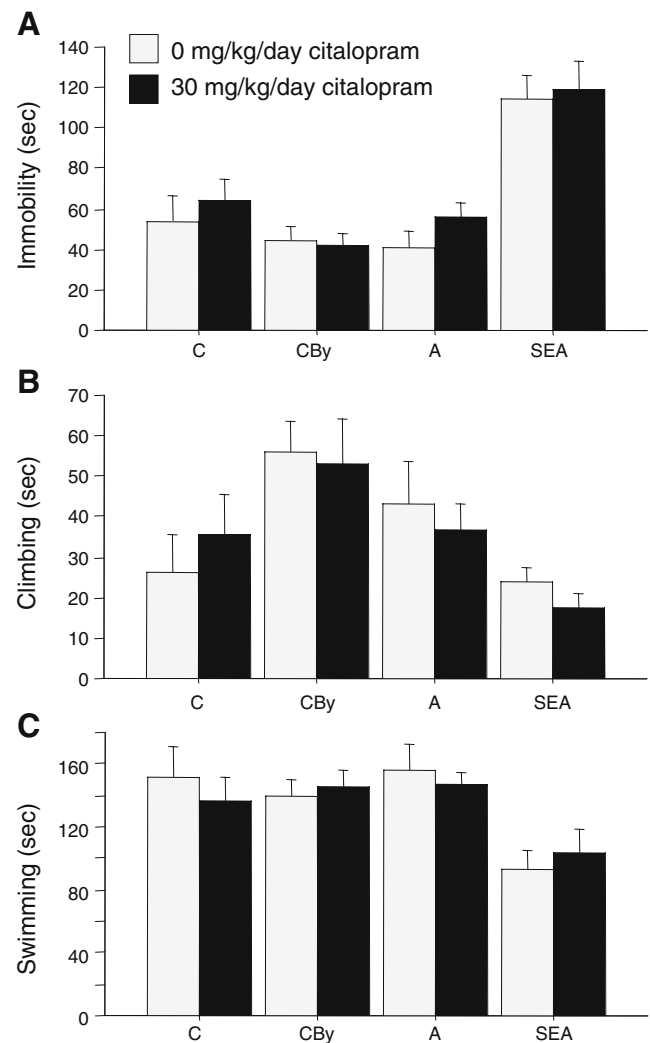 A
140
120
100
80
60
40
20
0
Immobility (sec)
0 mg/kg/day citalopram
30 mg/kg/day citalopram
C CBy A SEA
B
70
60
50
40
30
20
10
0
Climbing (sec)
C CBy A SEA
C
160
120
80
40
0
Swimming (sec)
C CBy A SEA